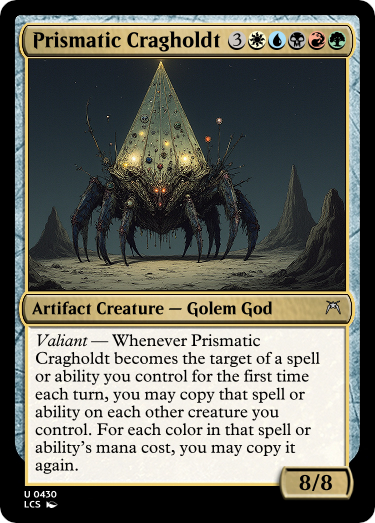 Prismatic Cragholdt 3
Artifact Creature — Golem God
Valiant — Whenever Prismatic
Cragholdt becomes the target of a spell
or ability you control for the first time
each turn, you may copy that spell or
ability on each other creature you
control. For each color in that spell or
ability's mana cost, you may copy it
again.
8/8
U 0430
LCS